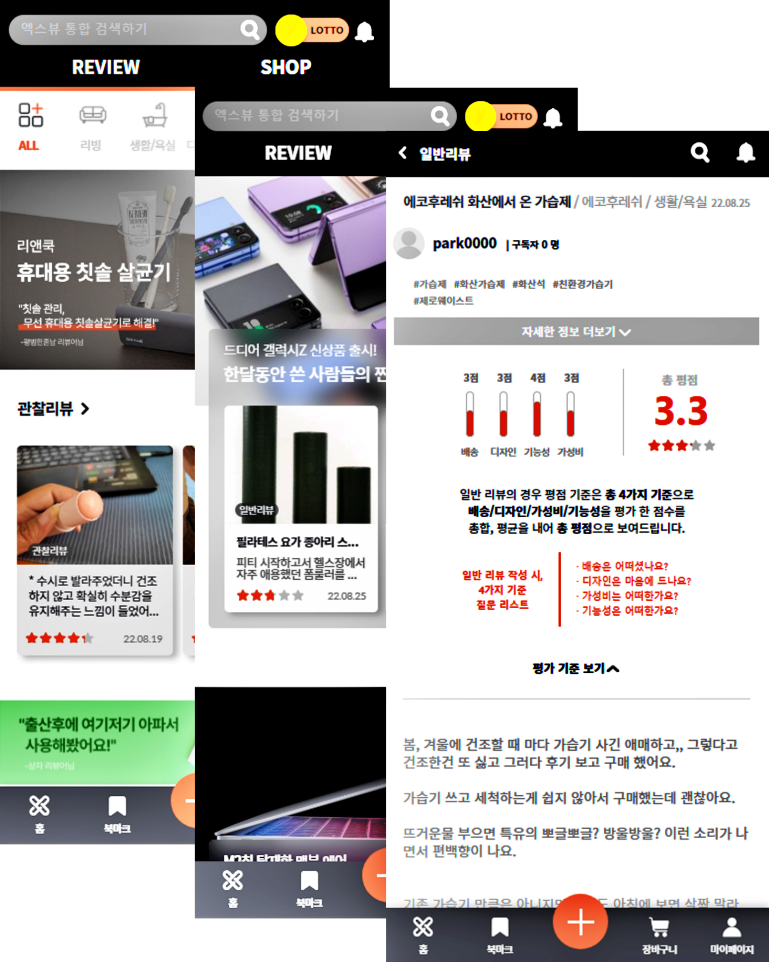 엑스뷰 통합 검색하기
LOTTO
REVIEW
SHOP
ALL
리빙
생활/욕실
리앤쿡
휴대용 칫솔 살균기
"칫솔 관리,
무선 휴대용 칫솔살균기로 해결!"
-평범한흔남 리뷰어님
관찰리뷰
관찰리뷰
* 수시로 발라주었더니 건조
하지 않고 확실히 수분감을
유지해주는 느낌이 들었어...
22.08.19
"출산후에 여기저기 아파서
사용해봤어요!"
-상자 리뷰어님
홈
북마크
엑스뷰 통합 검색하기
LOTTO
REVIEW
드디어 갤럭시Z 신상품 출시!
한달동안 쓴 사람들의 찐
일반리뷰
필라테스 요가 종아리 스...
피티 시작하고서 헬스장에서
자주 애용했던 폼룰러를 ...
22.08.25
M2칩 탑재한 맥북 에어
홈
북마크
일반리뷰
에코후레쉬 화산에서 온 가습제 / 에코후레쉬 / 생활/욕실 22.08.25
park0000 | 구독자 0 명
#가습제 #화산가습제 #화산석 #친환경가습기
#제로웨이스트
자세한 정보 더보기
3점 3점 4점 3점
배송 디자인 기능성 가성비
총 평점
3.3
일반 리뷰의 경우 평점 기준은 총 4가지 기준으로
배송/디자인/가성비/기능성을 평가 한 점수를
총합, 평균을 내어 총 평점으로 보여드립니다.
일반 리뷰 작성 시,
4가지 기준
질문 리스트
· 배송은 어떠셨나요?
· 디자인은 마음에 드나요?
· 가성비는 어떠한가요?
· 기능성은 어떠한가요?
평가 기준 보기
봄, 겨울에 건조할 때 마다 가습기 사긴 애매하고,, 그렇다고
건조한건 또 싫고 그러다 후기 보고 구매 했어요.
가습기 쓰고 세척하는게 쉽지 않아서 구매했는데 괜찮아요.
뜨거운물 부으면 특유의 뽀글뽀글? 방울방울? 이런 소리가 나
면서 편백향이 나요.
기존 가습기 만큼은 아니지만 도 아침에 보면 살짝 말라
홈
북마크
장바구니
마이페이지